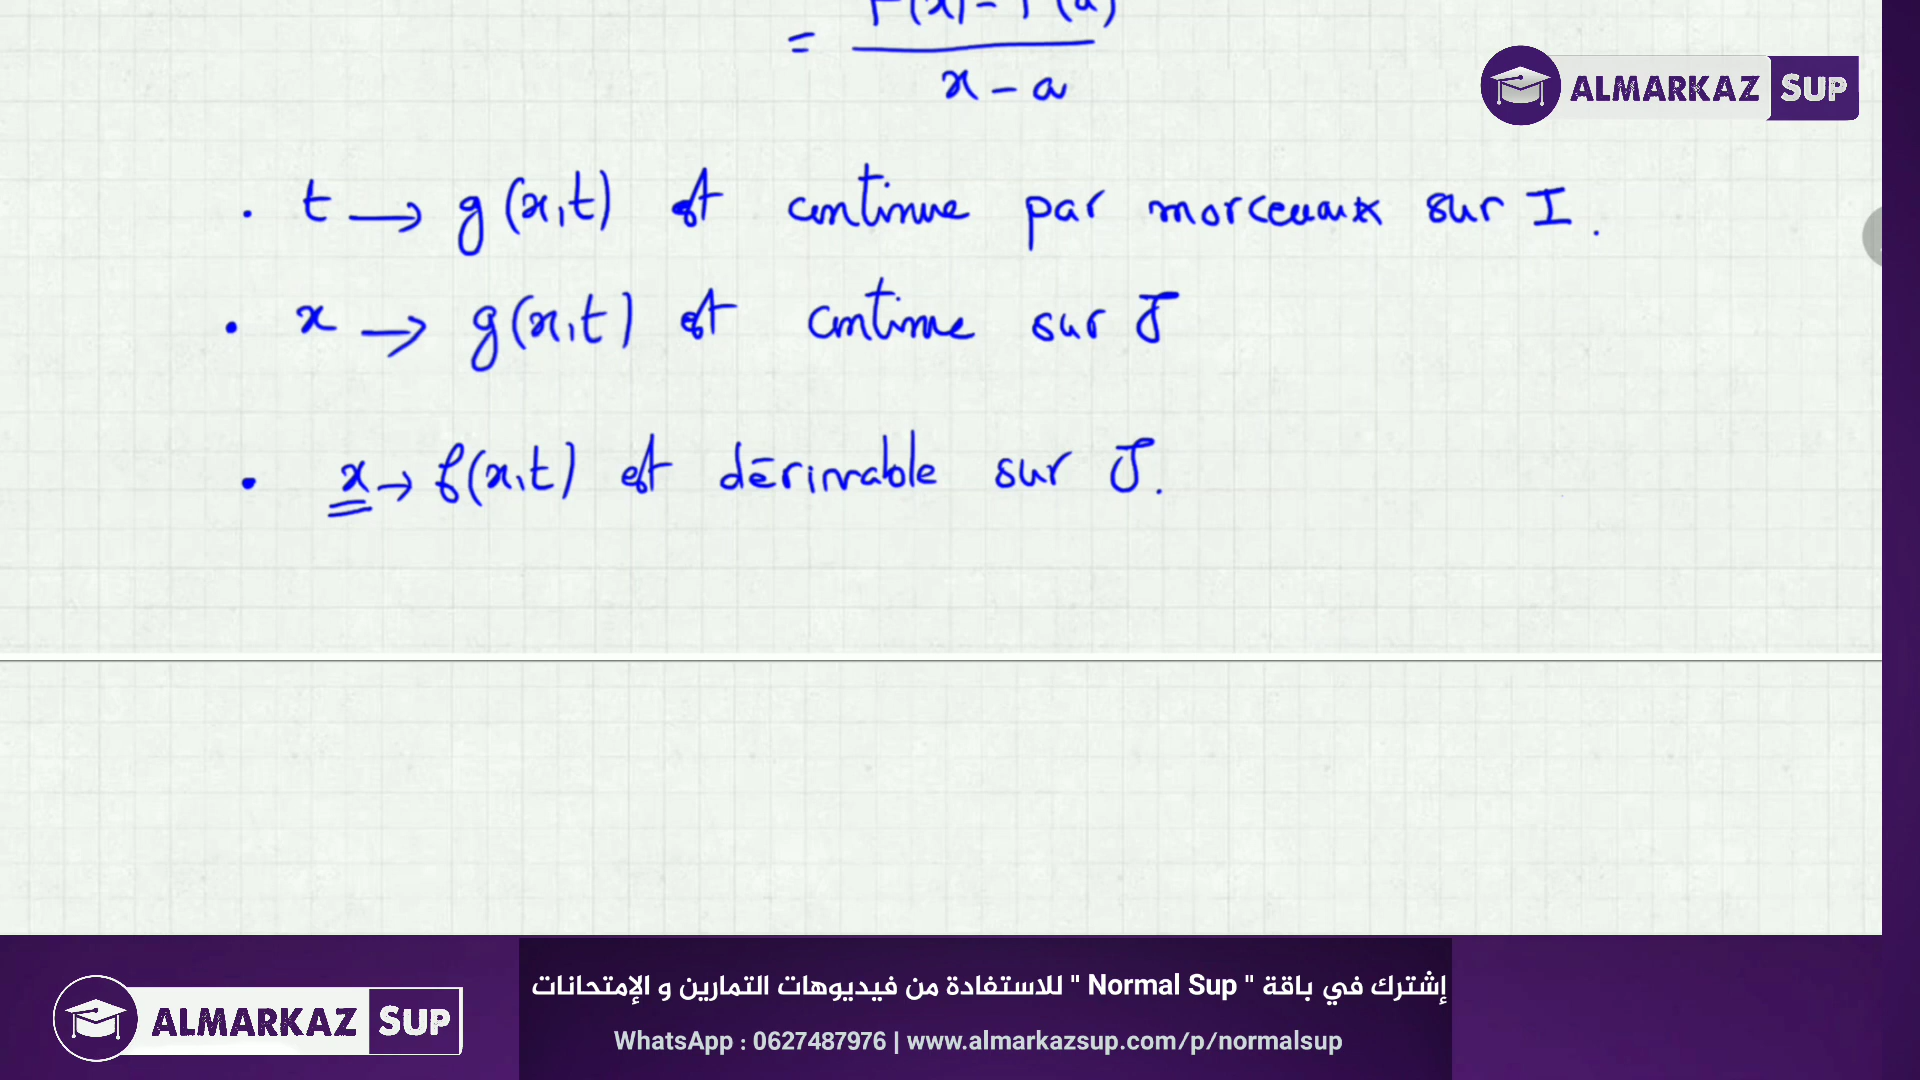 = F(x) - F(a)
x - a
ALMARKAZ SUP
. t → g(x,t) est continue par morceaux sur I.
. x → g(x,t) est continue sur J
. x → f(x,t) est dérivable sur J.
إشترك في باقة " Normal Sup " للاستفادة من فيديوهات التمارين و الإمتحانات
ALMARKAZ SUP
WhatsApp : 0627487976 | www.almarkazsup.com/p/normalsup